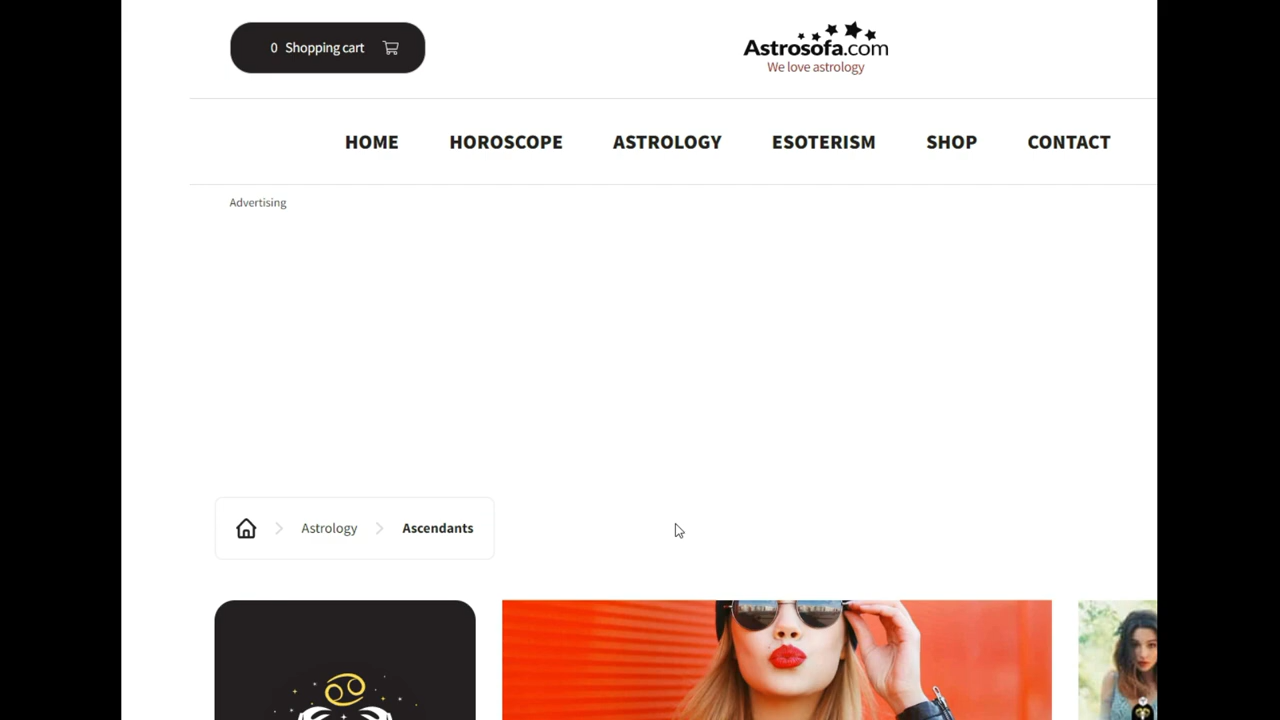 0 Shopping cart
Astrosofa.com
We love astrology
HOME HOROSCOPE ASTROLOGY ESOTERISM SHOP CONTACT
Advertising
Astrology Ascendants